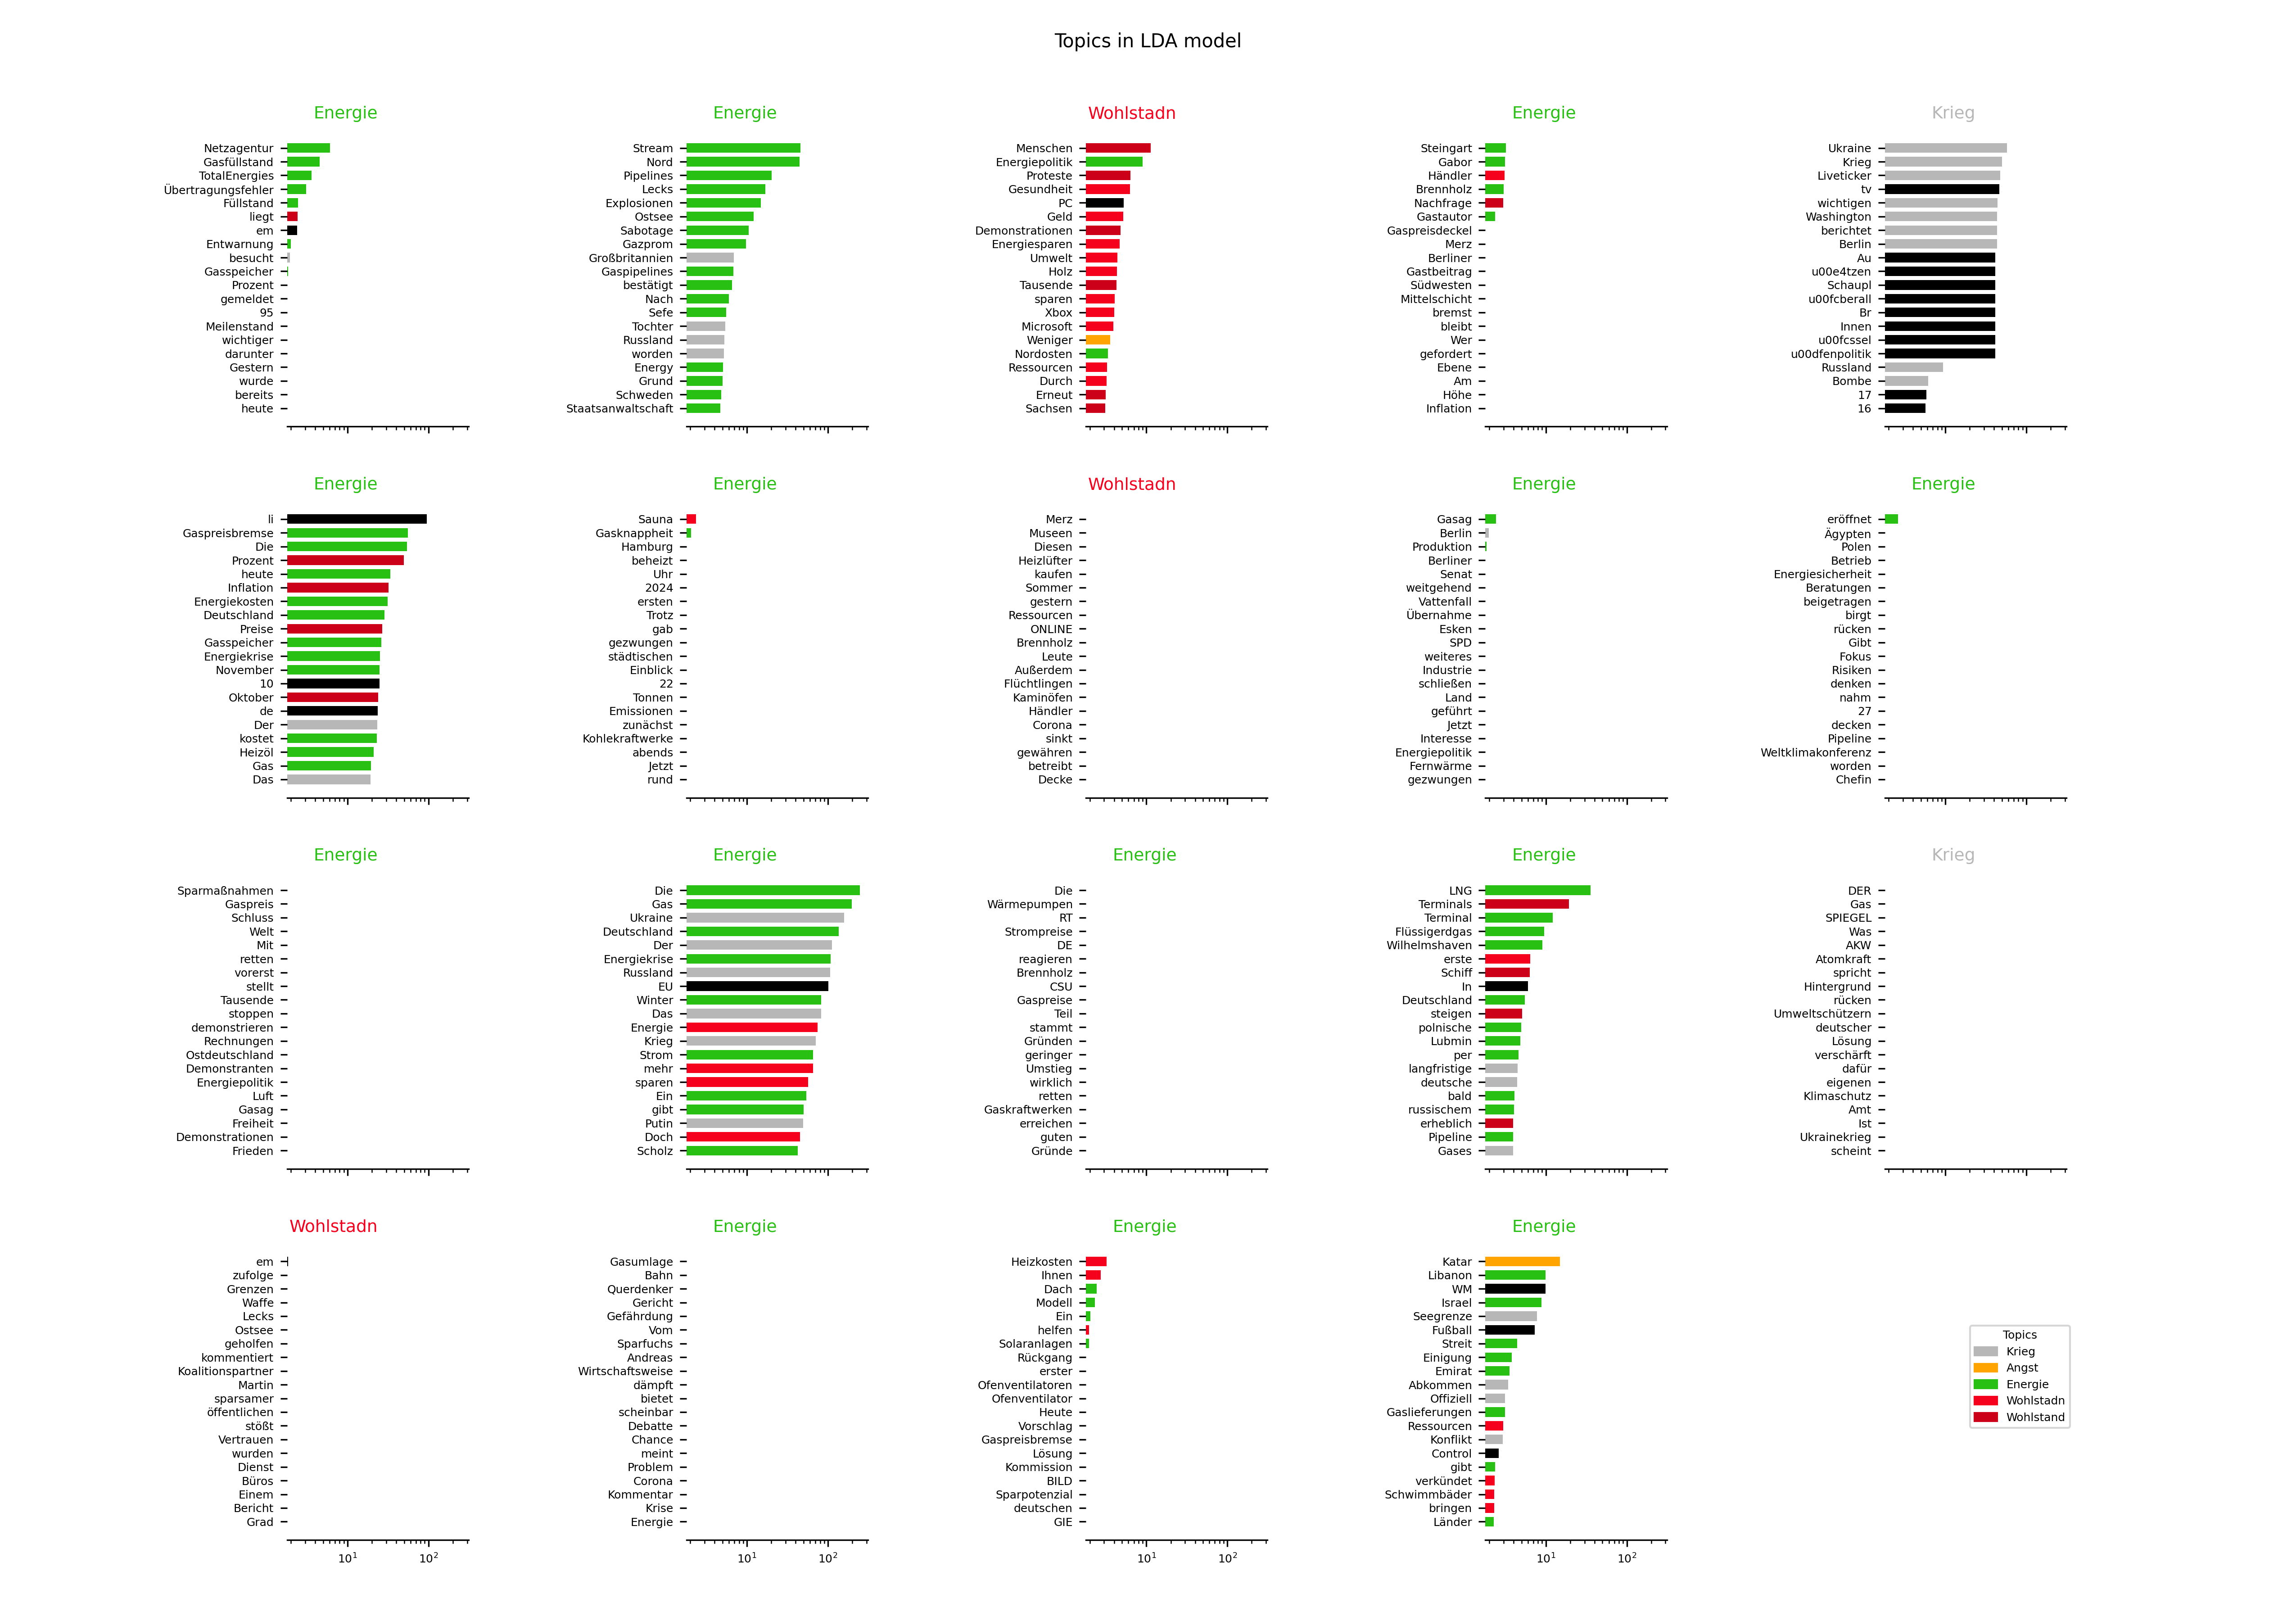 Topics in LDA model
Energie
Netzagentur
Gasfüllstand
TotalEnergies
Übertragungsfehler
Füllstand
liegt
em
Entwarnung
besucht
Gasspeicher
Prozent
gemeldet
95
Meilenstand
wichtiger
darunter
Gestern
wurde
bereits
heute
Energie
Stream
Nord
Pipelines
Lecks
Explosionen
Ostsee
Sabotage
Gazprom
Großbritannien
Gaspipelines
bestätigt
Nach
Sefe
Tochter
Russland
worden
Energy
Grund
Schweden
Staatsanwaltschaft
Wohlstadn
Menschen
Energiepolitik
Proteste
Gesundheit
PC
Geld
Demonstrationen
Energiesparen
Umwelt
Holz
Tausende
sparen
Xbox
Microsoft
Weniger
Nordosten
Ressourcen
Durch
Erneut
Sachsen
Energie
Steingart
Gabor
Händler
Brennholz
Nachfrage
Gastautor
Gaspreisdeckel
Merz
Berliner
Gastbeitrag
Südwesten
Mittelschicht
bremst
bleibt
Wer
gefordert
Ebene
Am
Höhe
Inflation
Krieg
Ukraine
Krieg
Liveticker
tv
wichtigen
Washington
berichtet
Berlin
Au
u00e4tzen
Schaupl
u00fcberall
Br
Innen
u00fcssel
u00dfenpolitik
Russland
Bombe
17
16
Energie
li
Gaspreisbremse
Die
Prozent
heute
Inflation
Energiekosten
Deutschland
Preise
Gasspeicher
Energiekrise
November
10
Oktober
de
Der
kostet
Heizöl
Gas
Das
Energie
Sauna
Gasknappheit
Hamburg
beheizt
Uhr
2024
ersten
Trotz
gab
gezwungen
städtischen
Einblick
22
Tonnen
Emissionen
zunächst
Kohlekraftwerke
abends
Jetzt
rund
Wohlstadn
Merz
Museen
Diesen
Heizlüfter
kaufen
Sommer
gestern
Ressourcen
ONLINE
Brennholz
Leute
Außerdem
Flüchtlingen
Kaminöfen
Händler
Corona
sinkt
gewähren
betreibt
Decke
Energie
Gasag
Berlin
Produktion
Berliner
Senat
weitgehend
Vattenfall
Übernahme
Esken
SPD
weiteres
Industrie
schließen
Land
geführt
Jetzt
Interesse
Energiepolitik
Fernwärme
gezwungen
Energie
eröffnet
Ägypten
Polen
Betrieb
Energiesicherheit
Beratungen
beigetragen
birgt
rücken
Gibt
Fokus
Risiken
denken
nahm
27
decken
Pipeline
Weltklimakonferenz
worden
Chefin
Energie
Sparmaßnahmen
Gaspreis
Schluss
Welt
Mit
retten
vorerst
stellt
Tausende
stoppen
demonstrieren
Rechnungen
Ostdeutschland
Demonstranten
Energiepolitik
Luft
Gasag
Freiheit
Demonstrationen
Frieden
Energie
Die
Gas
Ukraine
Deutschland
Der
Energiekrise
Russland
EU
Winter
Das
Energie
Krieg
Strom
mehr
sparen
Ein
gibt
Putin
Doch
Scholz
Energie
Die
Wärmepumpen
RT
Strompreise
DE
reagieren
Brennholz
CSU
Gaspreise
Teil
stammt
Gründen
geringer
Umstieg
wirklich
retten
Gaskraftwerken
erreichen
guten
Gründe
Energie
LNG
Terminals
Terminal
Flüssigerdgas
Wilhelmshaven
erste
Schiff
In
Deutschland
steigen
polnische
Lubmin
per
langfristige
deutsche
bald
russischem
erheblich
Pipeline
Gases
Krieg
DER
Gas
SPIEGEL
Was
AKW
Atomkraft
spricht
Hintergrund
rücken
Umweltschützern
deutscher
Lösung
verschärft
dafür
eigenen
Klimaschutz
Amt
Ist
Ukrainekrieg
scheint
Wohlstadn
em
zufolge
Grenzen
Waffe
Lecks
Ostsee
geholfen
kommentiert
Koalitionspartner
Martin
sparsamer
öffentlichen
stößt
Vertrauen
wurden
Dienst
Büros
Einem
Bericht
Grad
10¹ 10²
Energie
Gasumlage
Bahn
Querdenker
Gericht
Gefährdung
Vom
Sparfuchs
Andreas
Wirtschaftsweise
dämpft
bietet
scheinbar
Debatte
Chance
meint
Problem
Corona
Kommentar
Krise
Energie
10¹ 10²
Energie
Heizkosten
Ihnen
Dach
Modell
Ein
helfen
Solaranlagen
Rückgang
erster
Ofenventilatoren
Ofenventilator
Heute
Vorschlag
Gaspreisbremse
Lösung
Kommission
BILD
Sparpotenzial
deutschen
GIE
10¹ 10²
Energie
Katar
Libanon
WM
Israel
Seegrenze
Fußball
Streit
Einigung
Emirat
Abkommen
Offiziell
Gaslieferungen
Ressourcen
Konflikt
Control
gibt
verkündet
Schwimmbäder
bringen
Länder
10¹ 10²
Topics
Krieg
Angst
Energie
Wohlstadn
Wohlstand